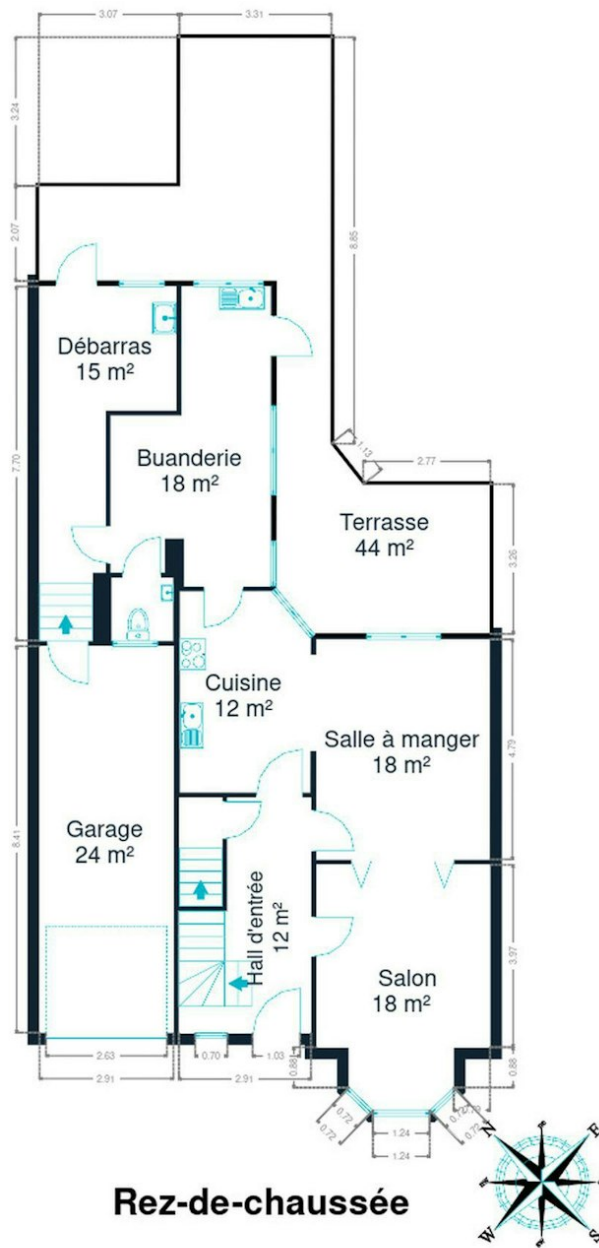 3.07
3.31
3.24
2.07
8.85
Débarras
15 m²
7.70
Buanderie
18 m²
1.13
2.77
Terrasse
44 m²
3.26
Cuisine
12 m²
Salle à manger
18 m²
4.79
Garage
24 m²
8.41
Hall d'entrée
12 m²
Salon
18 m²
3.97
2.63
2.91
0.70
1.03
2.91
0.88
0.88
0.72
0.72
0.72
0.72
1.24
1.24
N
E
W
S
Rez-de-chaussée